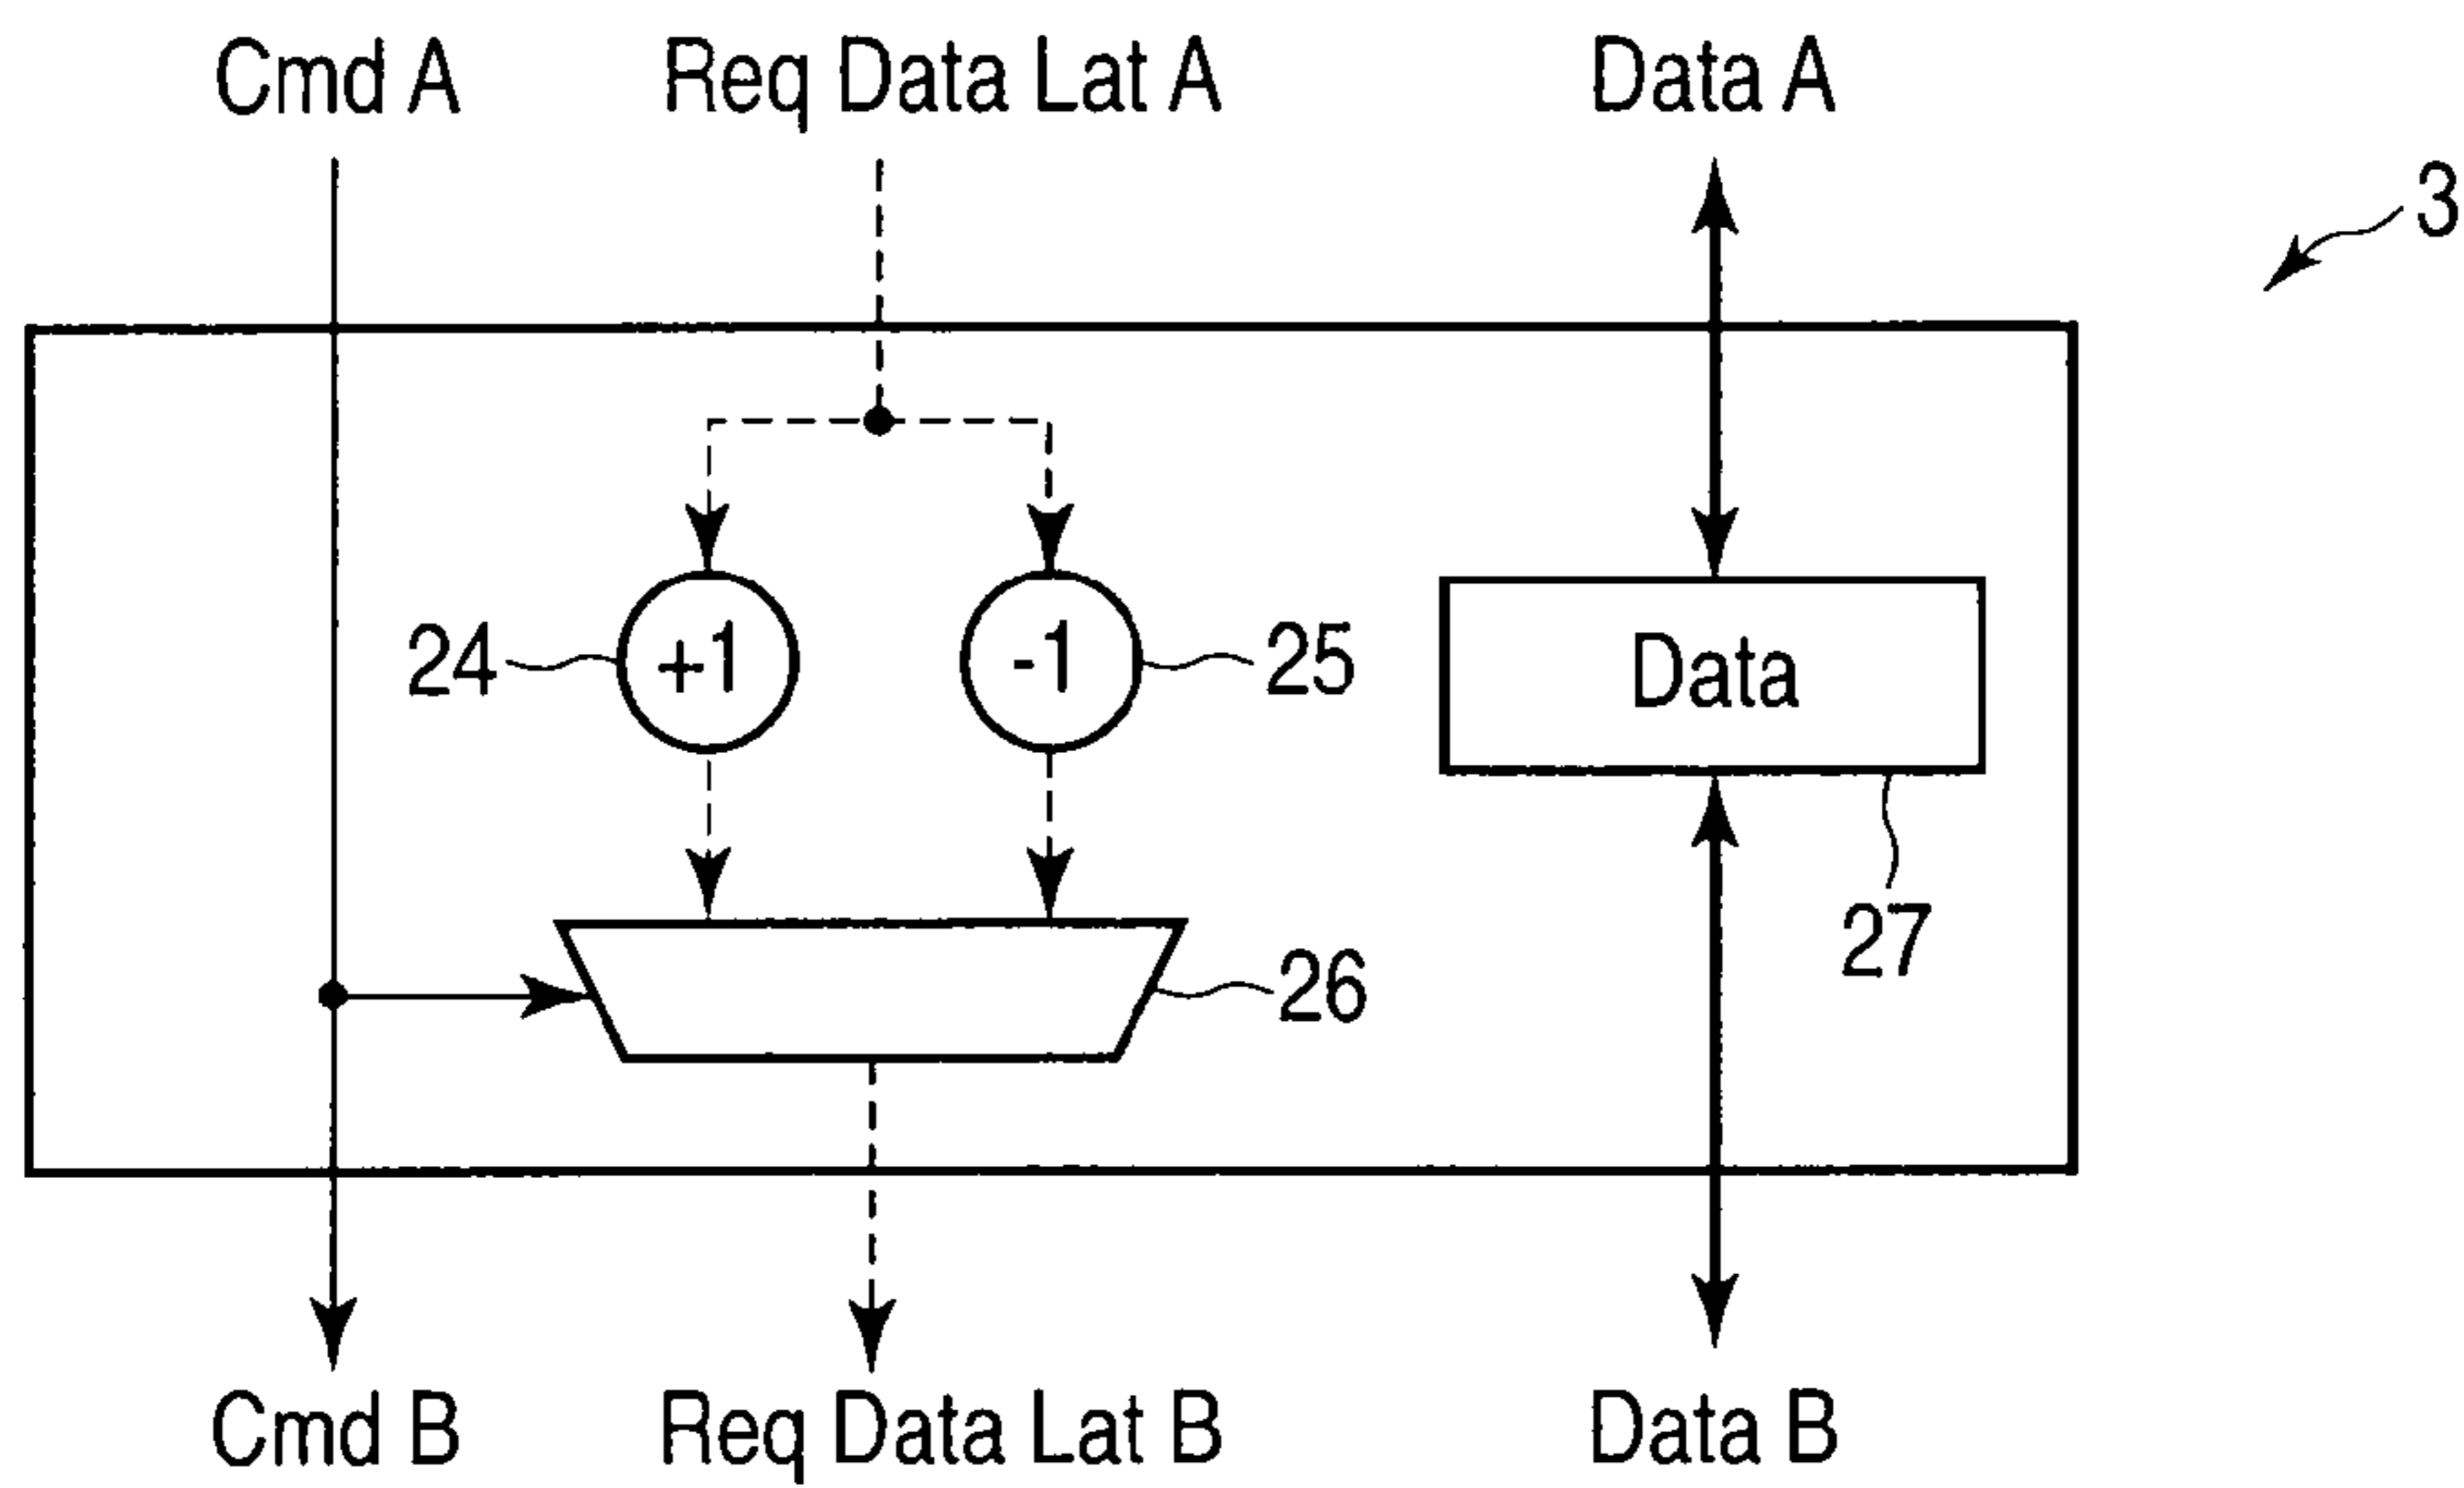 Cmd A
Req Data Lat A
Data A
3
24
+1
-1
25
Data
26
27
Cmd B
Req Data Lat B
Data B